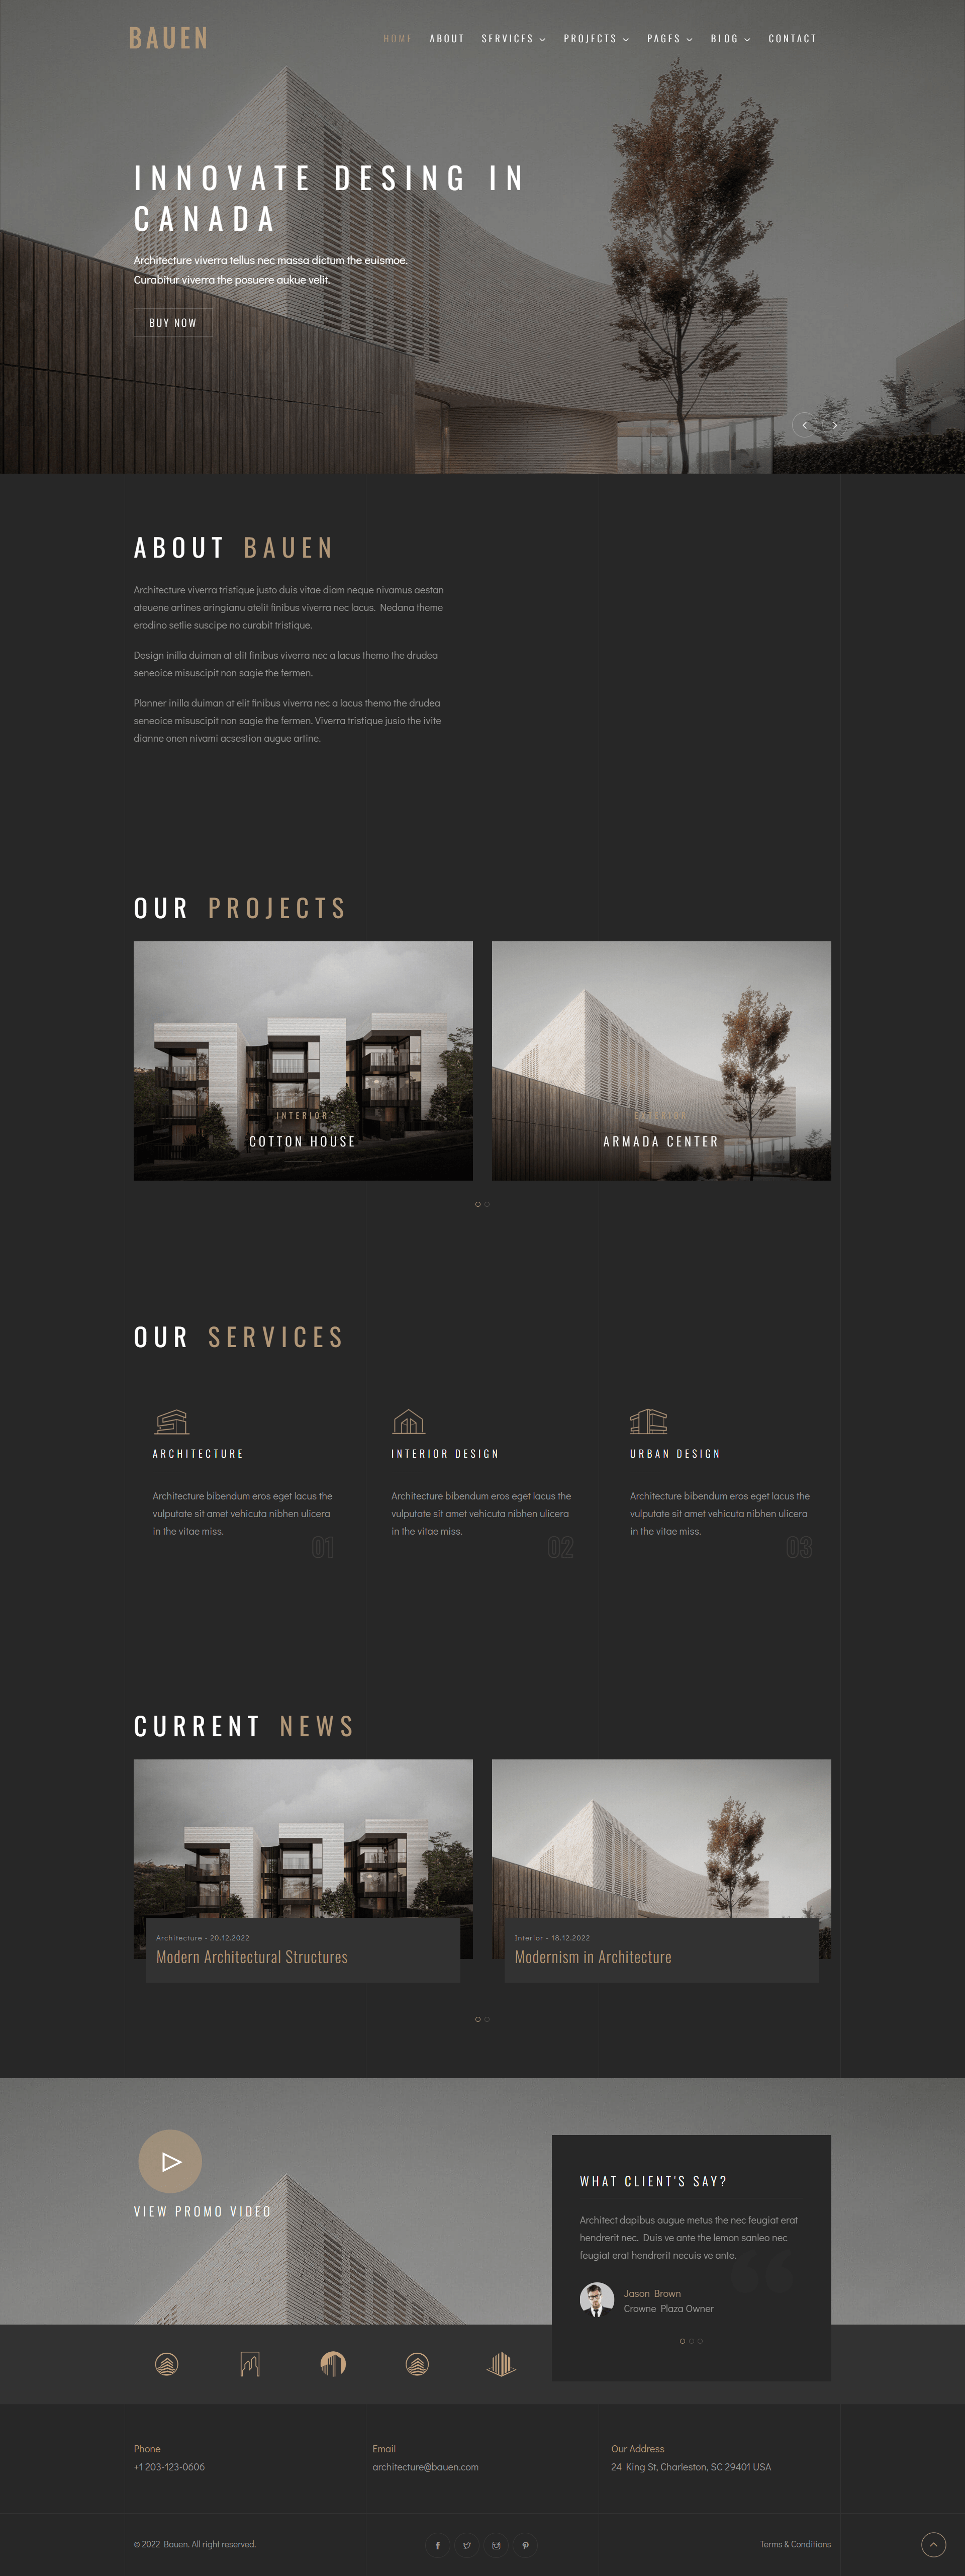 BAUEN
HOME ABOUT SERVICES PROJECTS PAGES BLOG CONTACT
INNOVATE DESING IN
CANADA
Architecture viverra tellus nec massa dictum the euismoe.
Curabitur viverra the posuere aukue velit.
BUY NOW
ABOUT BAUEN
Architecture viverra tristique justo duis vitae diam neque nivamus aestan
ateuene artines aringianu atelit finibus viverra nec lacus. Nedana theme
erodino setlie suscipe no curabit tristique.
Design inilla duiman at elit finibus viverra nec a lacus themo the drudea
seneoice misuscipit non sagie the fermen.
Planner inilla duiman at elit finibus viverra nec a lacus themo the drudea
seneoice misuscipit non sagie the fermen. Viverra tristique jusio the ivite
dianne onen nivami acsestion augue artine.
OUR PROJECTS
INTERIOR
COTTON HOUSE
EXTERIOR
ARMADA CENTER
OUR SERVICES
ARCHITECTURE
Architecture bibendum eros eget lacus the
vulputate sit amet vehicuta nibhen ulicera
in the vitae miss.
01
INTERIOR DESIGN
Architecture bibendum eros eget lacus the
vulputate sit amet vehicuta nibhen ulicera
in the vitae miss.
02
URBAN DESIGN
Architecture bibendum eros eget lacus the
vulputate sit amet vehicuta nibhen ulicera
in the vitae miss.
03
CURRENT NEWS
Architecture - 20.12.2022
Modern Architectural Structures
Interior - 18.12.2022
Modernism in Architecture
VIEW PROMO VIDEO
WHAT CLIENT'S SAY?
Architect dapibus augue metus the nec feugiat erat
hendrerit nec. Duis ve ante the lemon sanleo nec
feugiat erat hendrerit necuis ve ante.
Jason Brown
Crowne Plaza Owner
Phone
+1 203-123-0606
Email
architecture@bauen.com
Our Address
24 King St, Charleston, SC 29401 USA
© 2022 Bauen. All right reserved.
Terms & Conditions